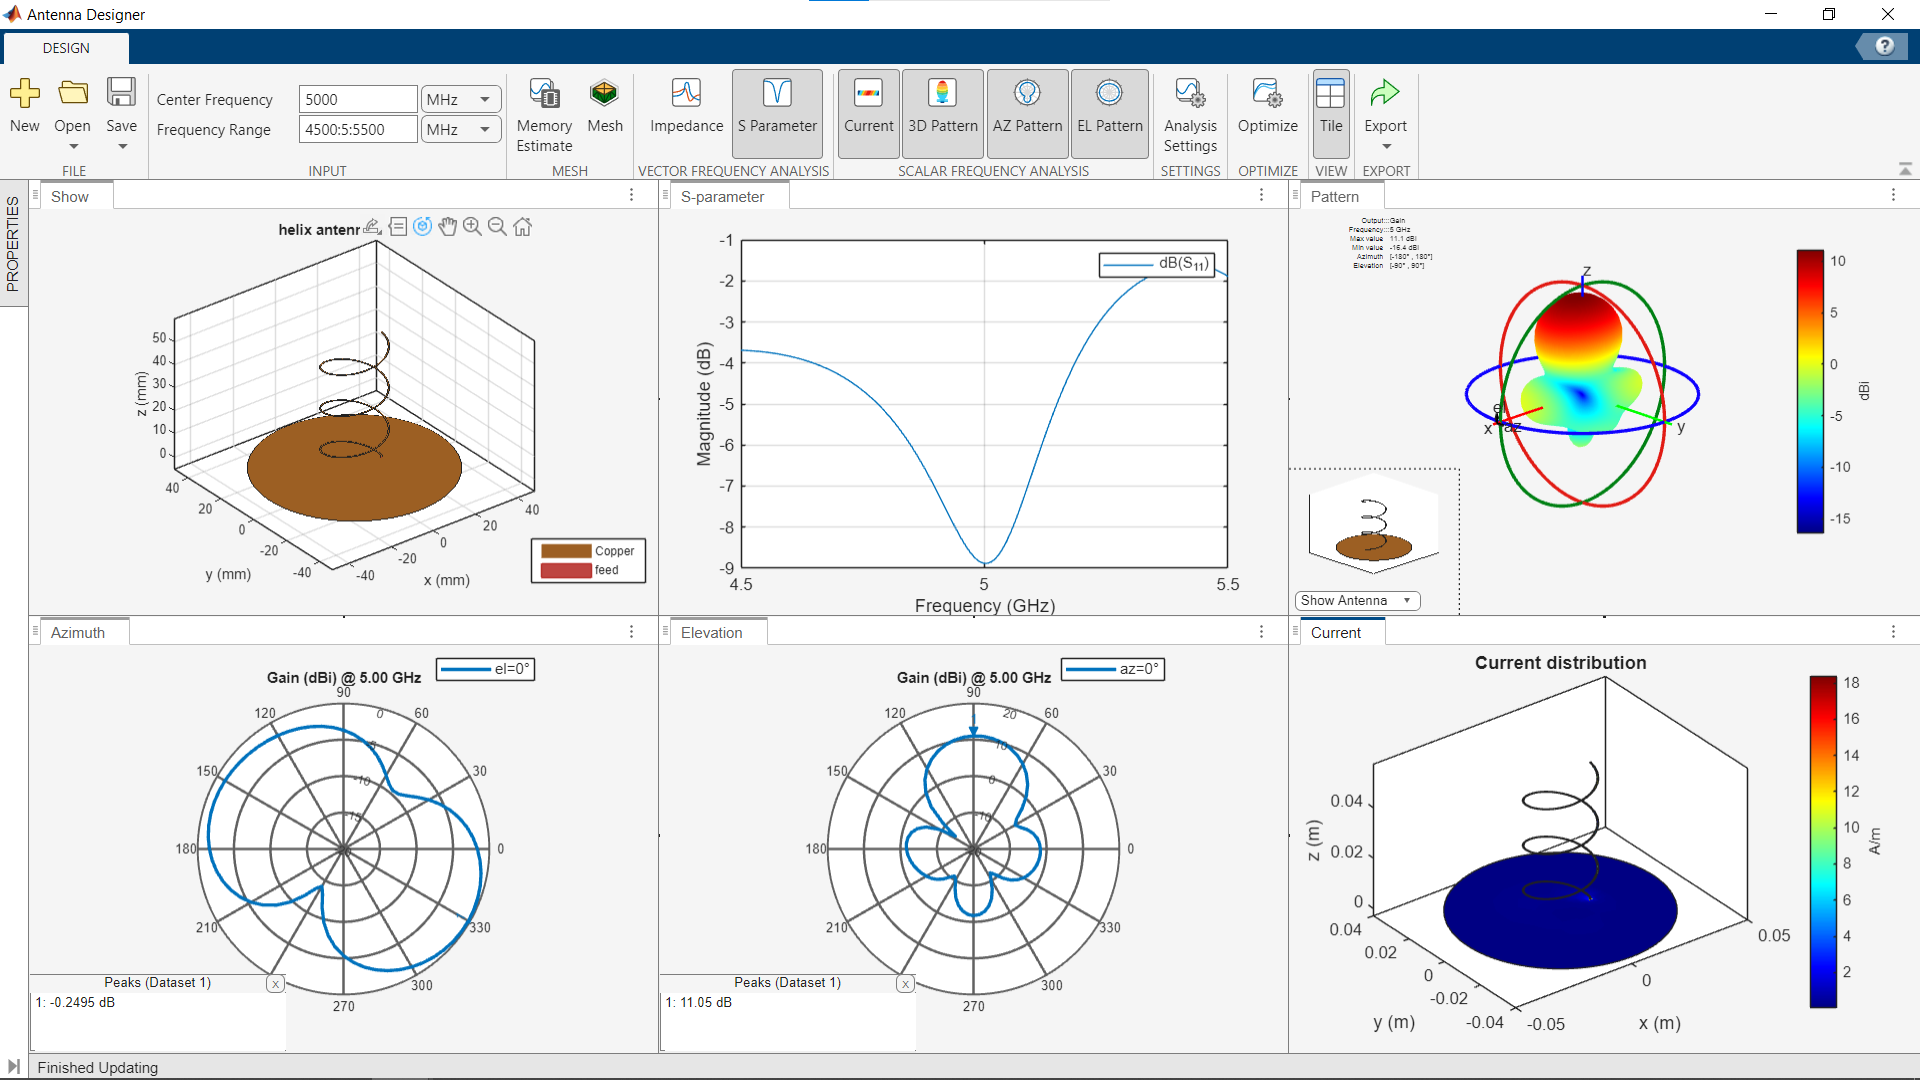 Antenna Designer
DESIGN
New
Open
Save
FILE
Center Frequency 5000 MHz
Frequency Range 4500:5:5500 MHz
INPUT
Memory Estimate
Mesh
MESH
Impedance
S Parameter
VECTOR FREQUENCY ANALYSIS
Current
3D Pattern
AZ Pattern
EL Pattern
SCALAR FREQUENCY ANALYSIS
Analysis Settings
SETTINGS
Optimize
OPTIMIZE
Tile
VIEW
Export
EXPORT
PROPERTIES
Show
helix antenr
z (mm)
50
40
30
20
10
0
40
20
0
-20
-40
y (mm)
-40
-20
0
20
40
x (mm)
Copper
feed
S-parameter
dB(S11)
Magnitude (dB)
-1
-2
-3
-4
-5
-6
-7
-8
-9
4.5
5
5.5
Frequency (GHz)
Pattern
Output::Gain
Frequency::5 GHz
Max value 11.1 dBi
Min value -16.4 dBi
Azimuth [-180° , 180°]
Elevation [-90° , 90°]
z
el
x
az
y
10
5
0
-5
-10
-15
dBi
Show Antenna
Azimuth
Gain (dBi) @ 5.00 GHz
el=0°
90
120
60
150
30
180
0
210
330
300
270
0
-10
-15
Peaks (Dataset 1)
x
1: -0.2495 dB
Elevation
Gain (dBi) @ 5.00 GHz
az=0°
90
120
60
150
30
180
0
210
330
300
270
20
10
0
-10
Peaks (Dataset 1)
x
1: 11.05 dB
Current
Current distribution
z (m)
0.04
0.02
0
0.04
0.02
0
-0.02
-0.04
y (m)
-0.05
0
0.05
x (m)
18
16
14
12
10
8
6
4
2
A/m
Finished Updating